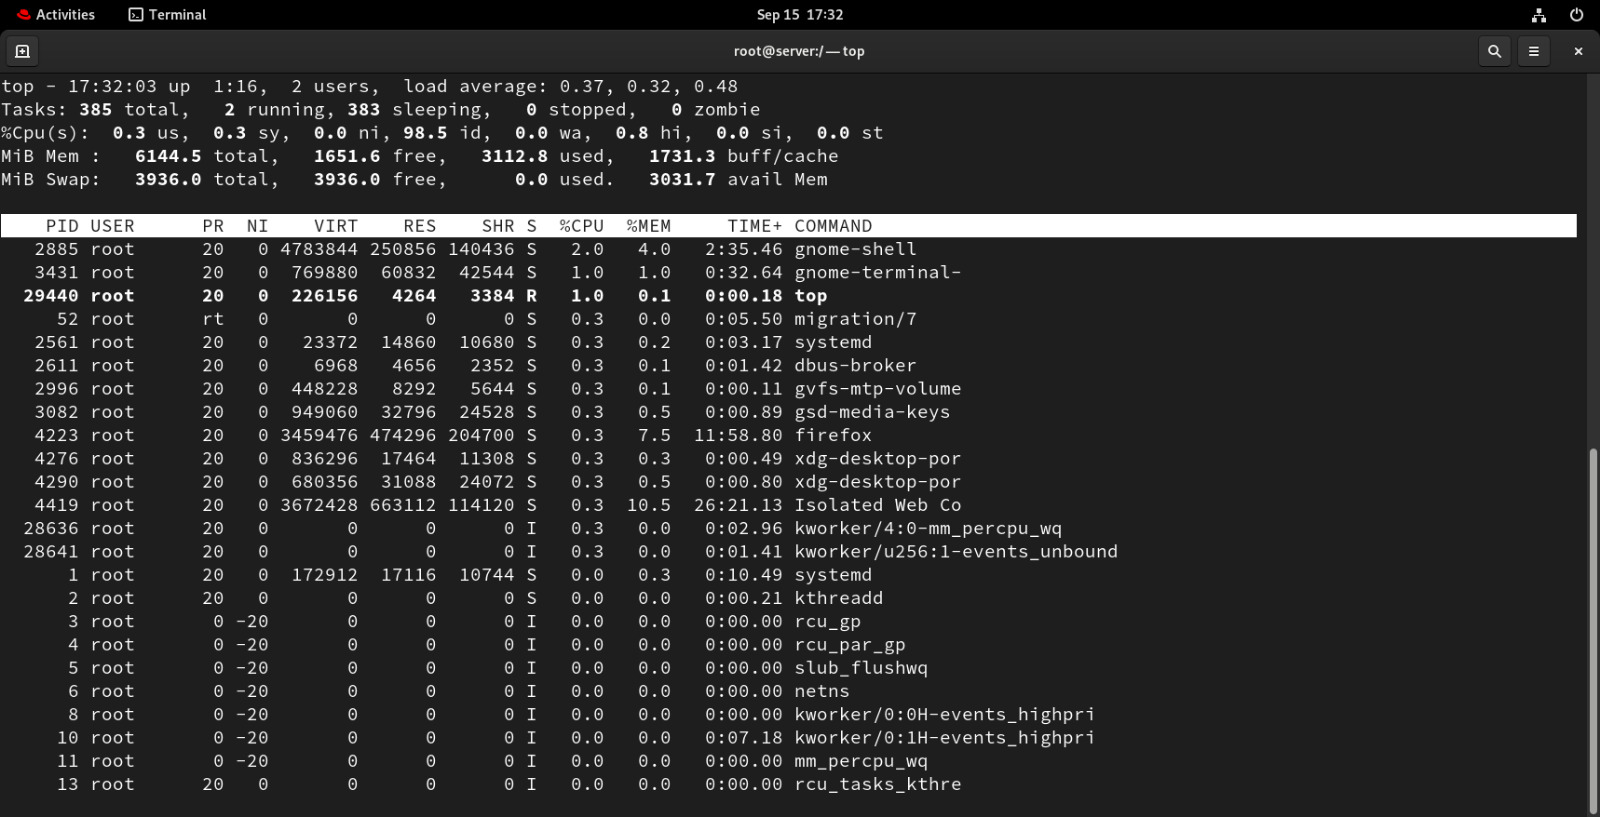 Activities Terminal Sep 15 17:32
root@server:/ — top
top - 17:32:03 up  1:16,  2 users,  load average: 0.37, 0.32, 0.48
Tasks: 385 total,   2 running, 383 sleeping,   0 stopped,   0 zombie
%Cpu(s):  0.3 us,  0.3 sy,  0.0 ni, 98.5 id,  0.0 wa,  0.8 hi,  0.0 si,  0.0 st
MiB Mem :   6144.5 total,   1651.6 free,   3112.8 used,   1731.3 buff/cache
MiB Swap:   3936.0 total,   3936.0 free,      0.0 used.   3031.7 avail Mem
    PID USER      PR  NI    VIRT    RES    SHR S  %CPU  %MEM     TIME+ COMMAND
   2885 root      20   0 4783844 250856 140436 S   2.0   4.0   2:35.46 gnome-shell
   3431 root      20   0  769880  60832  42544 S   1.0   1.0   0:32.64 gnome-terminal-
  29440 root      20   0  226156   4264   3384 R   1.0   0.1   0:00.18 top
     52 root      rt   0       0      0      0 S   0.3   0.0   0:05.50 migration/7
   2561 root      20   0   23372  14860  10680 S   0.3   0.2   0:03.17 systemd
   2611 root      20   0    6968   4656   2352 S   0.3   0.1   0:01.42 dbus-broker
   2996 root      20   0  448228   8292   5644 S   0.3   0.1   0:00.11 gvfs-mtp-volume
   3082 root      20   0  949060  32796  24528 S   0.3   0.5   0:00.89 gsd-media-keys
   4223 root      20   0 3459476 474296 204700 S   0.3   7.5  11:58.80 firefox
   4276 root      20   0  836296  17464  11308 S   0.3   0.3   0:00.49 xdg-desktop-por
   4290 root      20   0  680356  31088  24072 S   0.3   0.5   0:00.80 xdg-desktop-por
   4419 root      20   0 3672428 663112 114120 S   0.3  10.5  26:21.13 Isolated Web Co
  28636 root      20   0       0      0      0 I   0.3   0.0   0:02.96 kworker/4:0-mm_percpu_wq
  28641 root      20   0       0      0      0 I   0.3   0.0   0:01.41 kworker/u256:1-events_unbound
      1 root      20   0  172912  17116  10744 S   0.0   0.3   0:10.49 systemd
      2 root      20   0       0      0      0 S   0.0   0.0   0:00.21 kthreadd
      3 root       0 -20       0      0      0 I   0.0   0.0   0:00.00 rcu_gp
      4 root       0 -20       0      0      0 I   0.0   0.0   0:00.00 rcu_par_gp
      5 root       0 -20       0      0      0 I   0.0   0.0   0:00.00 slub_flushwq
      6 root       0 -20       0      0      0 I   0.0   0.0   0:00.00 netns
      8 root       0 -20       0      0      0 I   0.0   0.0   0:00.00 kworker/0:0H-events_highpri
     10 root       0 -20       0      0      0 I   0.0   0.0   0:07.18 kworker/0:1H-events_highpri
     11 root       0 -20       0      0      0 I   0.0   0.0   0:00.00 mm_percpu_wq
     13 root      20   0       0      0      0 I   0.0   0.0   0:00.00 rcu_tasks_kthre